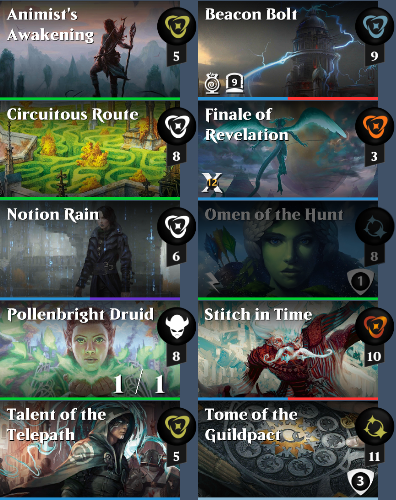 Animist's
Awakening
5
Beacon Bolt
9
9
Circuitous Route
8
Finale of
Revelation
X
12
3
Notion Rain
6
Omen of the Hunt
8
1
Pollenbright Druid
8
1 / 1
Stitch in Time
10
Talent of the
Telepath
5
Tome of the
Guildpact
11
3